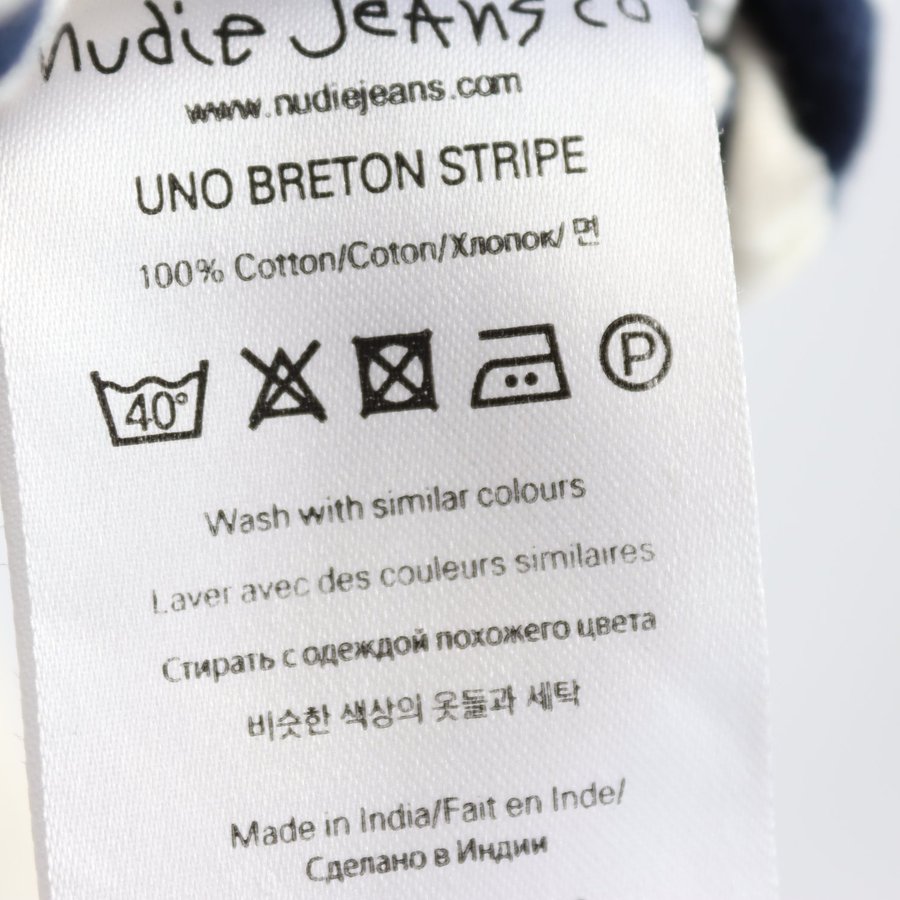 nudie jeans co
www.nudiejeans.com
UNO BRETON STRIPE
100% Cotton/Coton/Хлопок/ 면
40° P
Wash with similar colours
Laver avec des couleurs similaires
Стирать с одеждой похожего цвета
비슷한 색상의 옷들과 세탁
Made in India/Fait en Inde/
Сделано в Индии